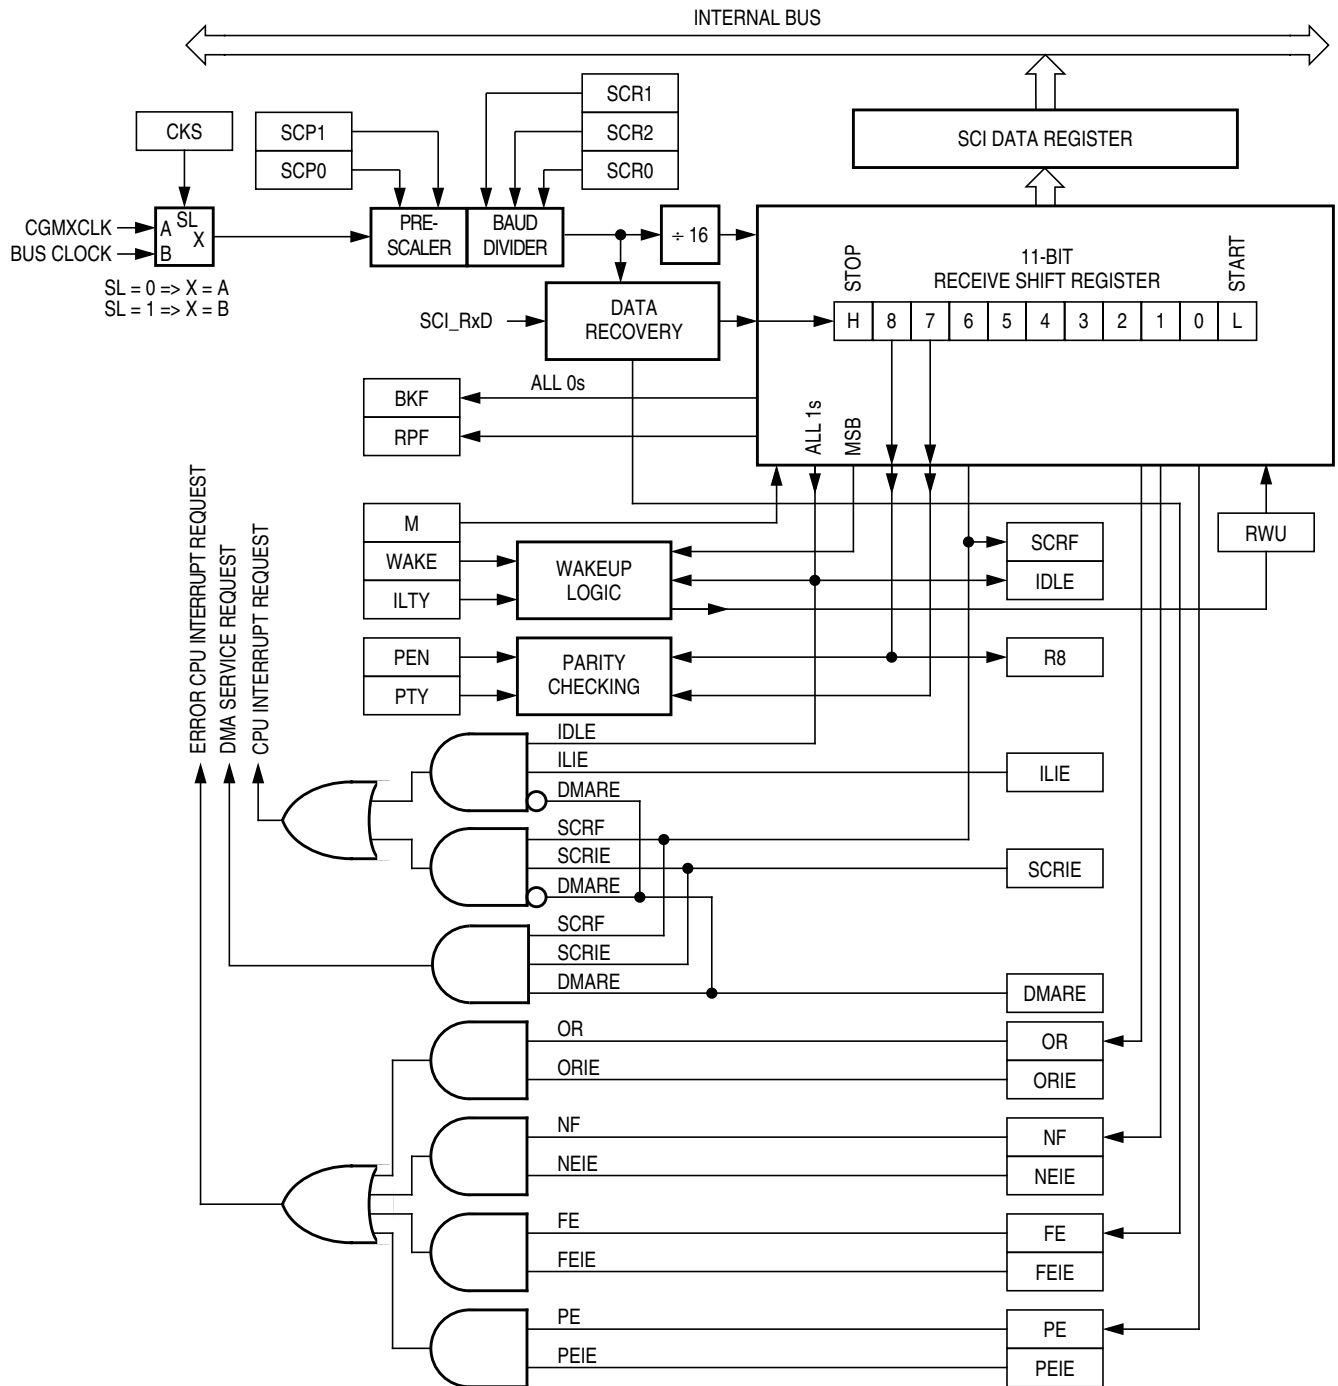 INTERNAL BUS
SCR1
SCR2
SCR0
CKS
SCP1
SCP0
SCI DATA REGISTER
CGMXCLK
BUS CLOCK
A
B
SL
X
SL = 0 => X = A
SL = 1 => X = B
PRE-
SCALER
BAUD
DIVIDER
÷ 16
STOP
11-BIT
RECEIVE SHIFT REGISTER
START
H 8 7 6 5 4 3 2 1 0 L
SCI_RxD
DATA
RECOVERY
ALL 0s
BKF
RPF
ALL 1s
MSB
M
WAKE
ILTY
WAKEUP
LOGIC
SCRF
IDLE
RWU
PEN
PTY
PARITY
CHECKING
R8
ERROR CPU INTERRUPT REQUEST
DMA SERVICE REQUEST
CPU INTERRUPT REQUEST
IDLE
ILIE
DMARE
ILIE
SCRF
SCRIE
DMARE
SCRIE
SCRF
SCRIE
DMARE
DMARE
OR
ORIE
OR
ORIE
NF
NEIE
NF
NEIE
FE
FEIE
FE
FEIE
PE
PEIE
PE
PEIE